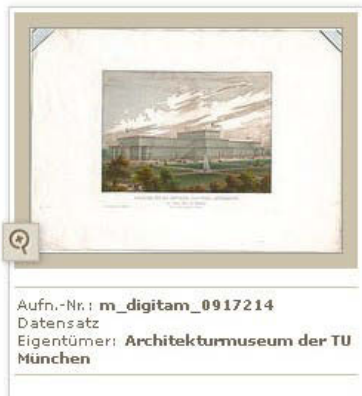 Aufn.-Nr.: m_digitam_0917214
Datensatz
Eigentümer: Architekturmuseum der TU
München